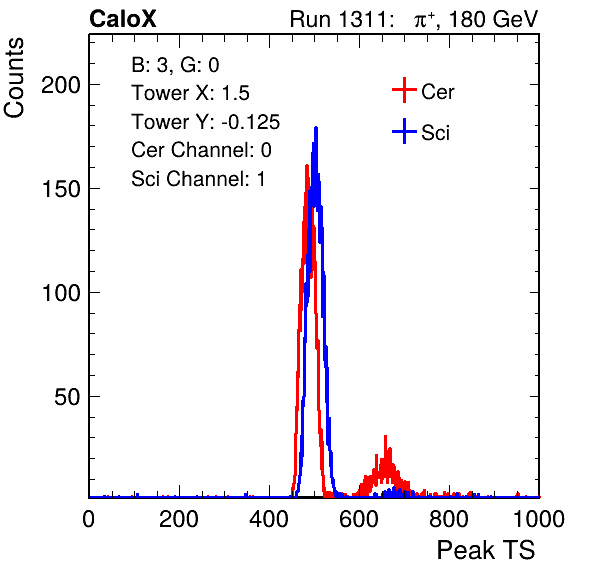 CaloX Run 1311: π⁺, 180 GeV
Counts
B: 3, G: 0
Tower X: 1.5
Tower Y: -0.125
Cer Channel: 0
Sci Channel: 1
Cer
Sci
200
150
100
50
0 200 400 600 800 1000
Peak TS